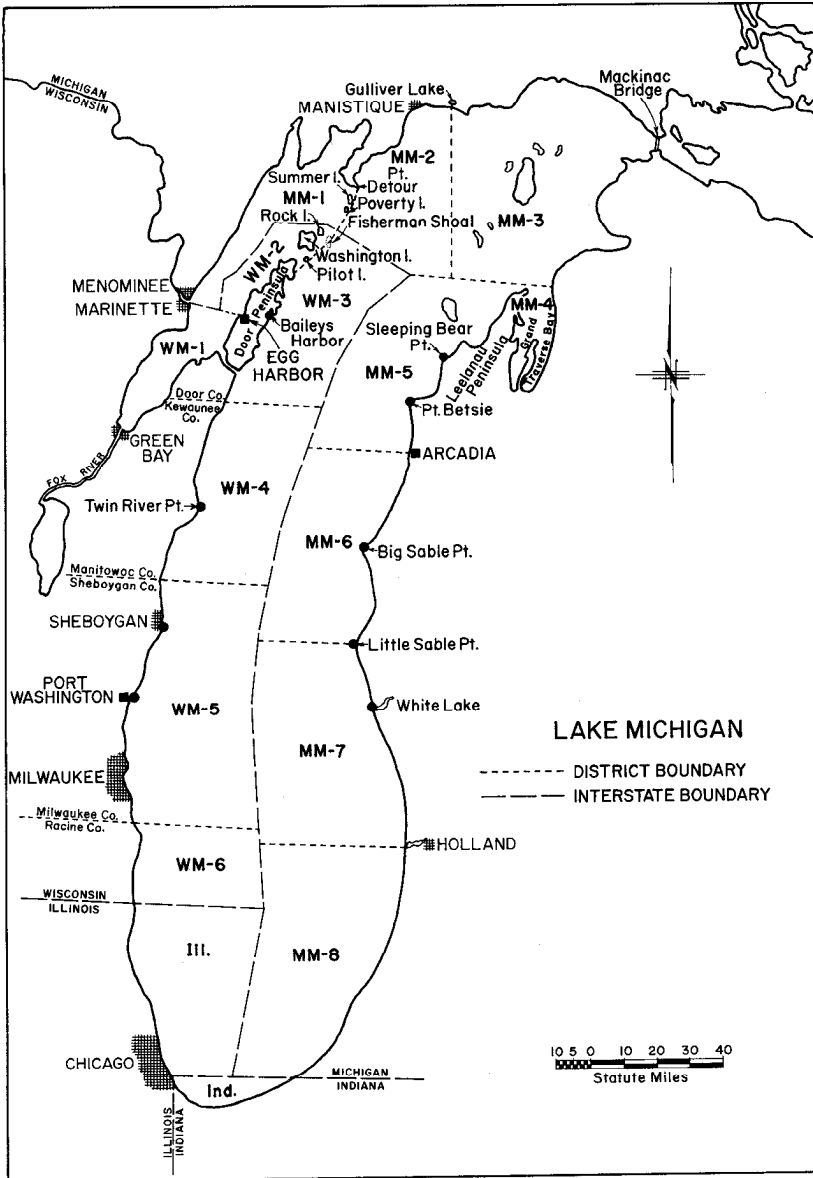 MICHIGAN
WISCONSIN
Gulliver Lake
MANISTIQUE
Mackinac
Bridge
MM-2
Pt.
Detour
Summer I.
MM-1
Poverty I.
Fisherman Shoal
Rock I.
MM-3
WM-2
Washington I.
Pilot I.
MENOMINEE
MARINETTE
Door Peninsula
WM-3
MM-4
Baileys
Harbor
EGG
HARBOR
Sleeping Bear
Pt.
Leelanau
Peninsula
Grand
Traverse Bay
WM-1
MM-5
Door Co.
Kewaunee
Co.
Pt. Betsie
GREEN
BAY
FOX RIVER
ARCADIA
Twin River Pt.
WM-4
MM-6
Big Sable Pt.
Manitowoc Co.
Sheboygan Co.
SHEBOYGAN
Little Sable Pt.
PORT
WASHINGTON
WM-5
White Lake
LAKE MICHIGAN
MM-7
DISTRICT BOUNDARY
INTERSTATE BOUNDARY
MILWAUKEE
Milwaukee Co.
Racine Co.
HOLLAND
WM-6
WISCONSIN
ILLINOIS
Ill.
MM-8
CHICAGO
10 5 0 10 20 30 40
Statute Miles
MICHIGAN
INDIANA
Ind.
ILLINOIS
INDIANA